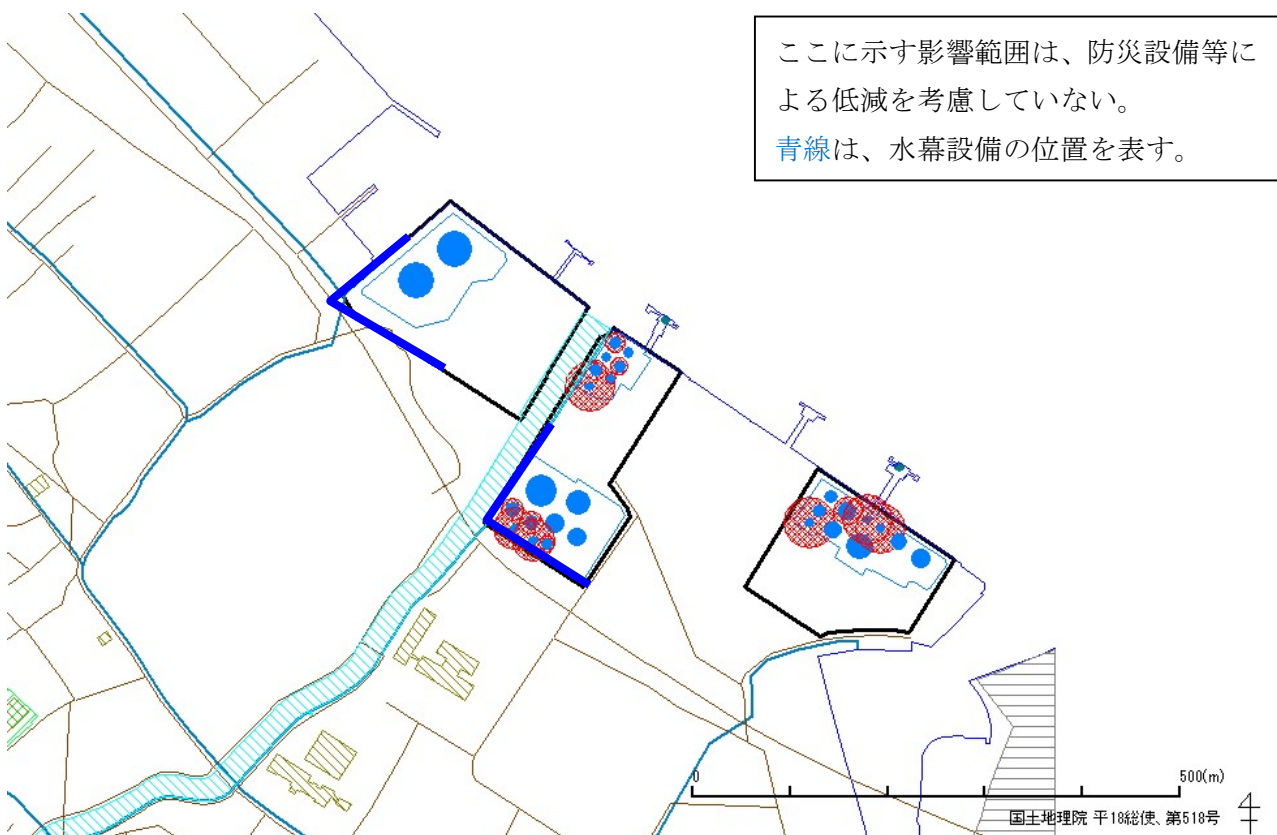 ここに示す影響範囲は、防災設備等に
よる低減を考慮していない。
青線は、水幕設備の位置を表す。
0
500(m)
国土地理院 平18総使、第518号